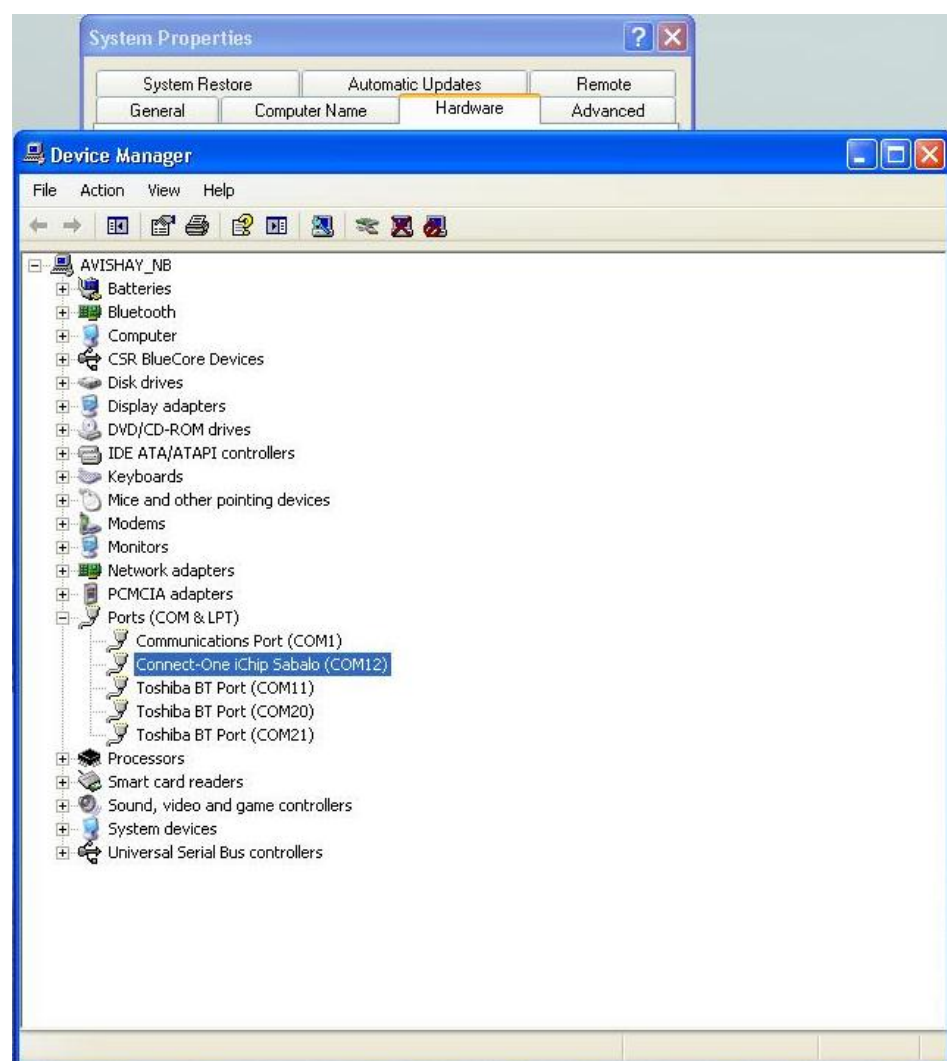 System Properties
System Restore Automatic Updates Remote
General Computer Name Hardware Advanced
Device Manager
File Action View Help
AVISHAY_NB
Batteries
Bluetooth
Computer
CSR BlueCore Devices
Disk drives
Display adapters
DVD/CD-ROM drives
IDE ATA/ATAPI controllers
Keyboards
Mice and other pointing devices
Modems
Monitors
Network adapters
PCMCIA adapters
Ports (COM & LPT)
Communications Port (COM1)
Connect-One iChip Sabalo (COM12)
Toshiba BT Port (COM11)
Toshiba BT Port (COM20)
Toshiba BT Port (COM21)
Processors
Smart card readers
Sound, video and game controllers
System devices
Universal Serial Bus controllers